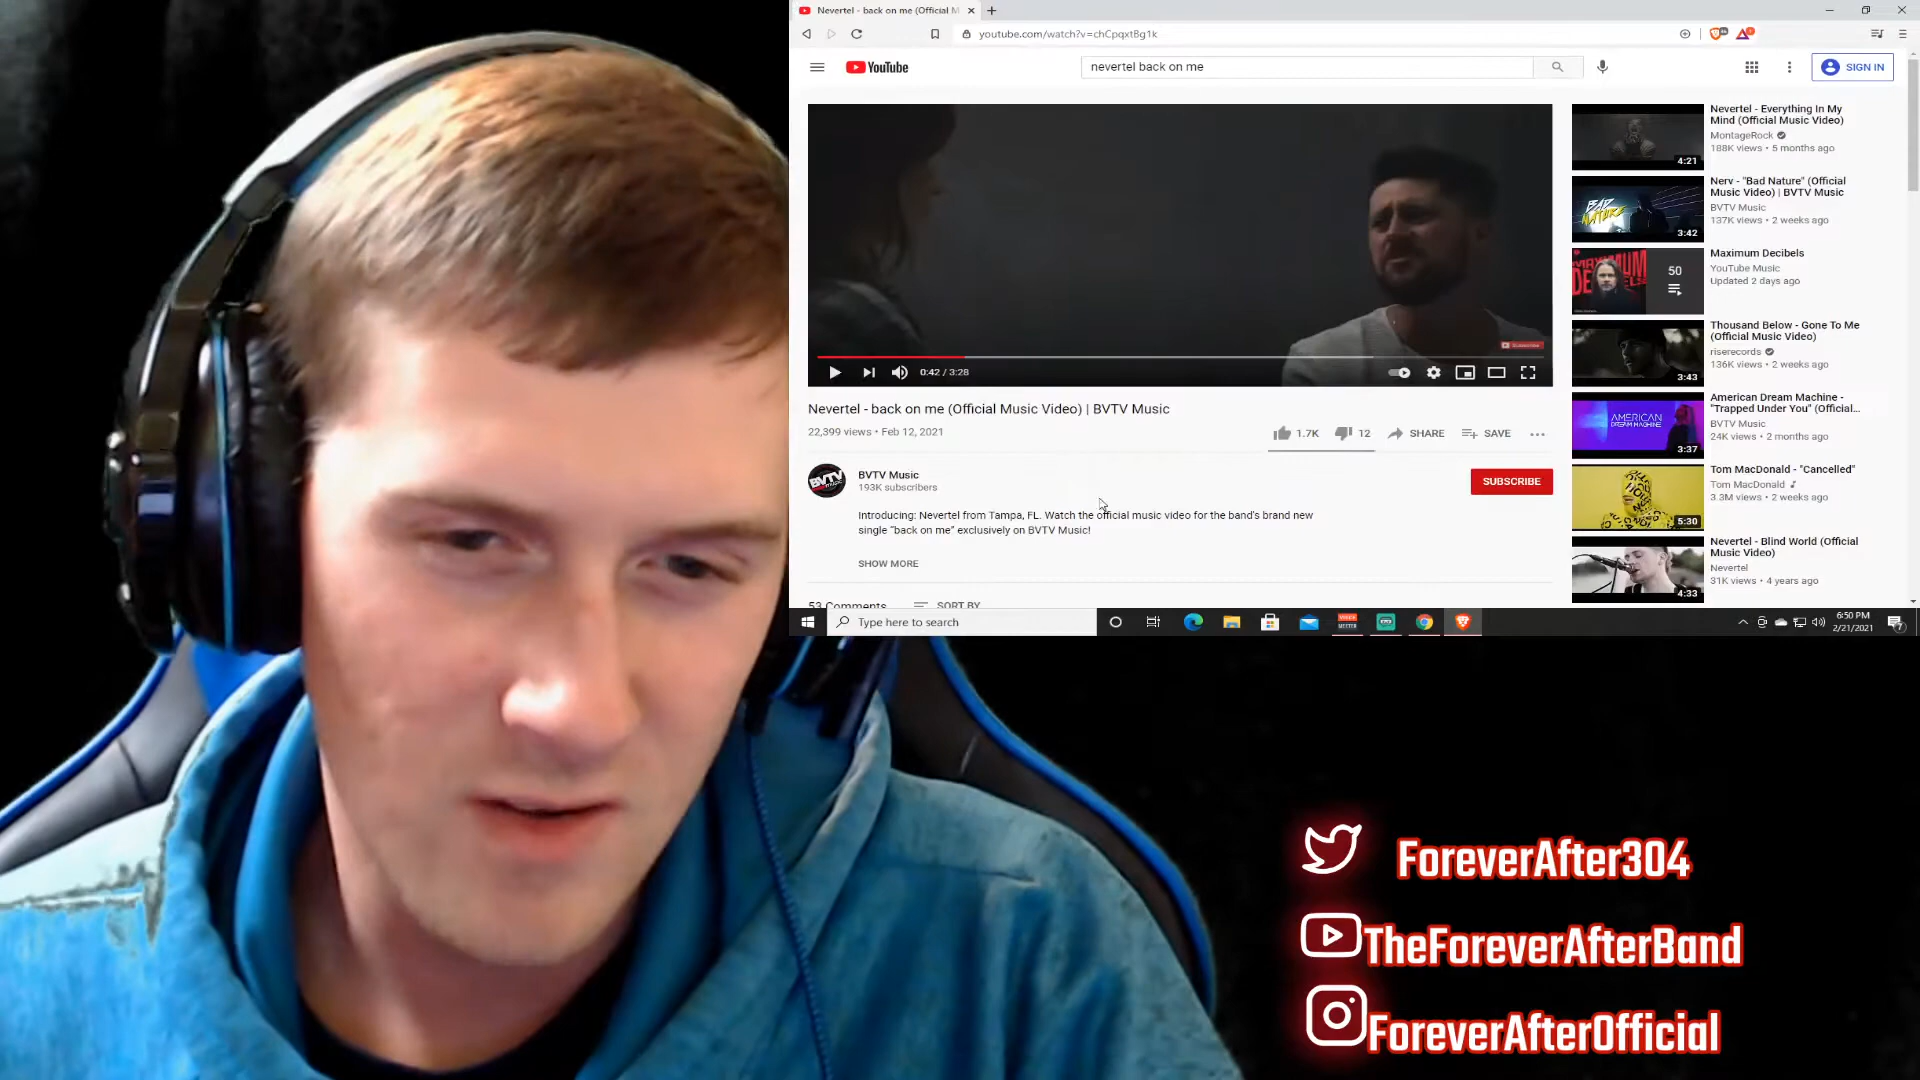 Nevertel - back on me (Official M
youtube.com/watch?v=chCpqxtBg1k
YouTube
nevertel back on me
SIGN IN
0:42 / 3:28
Nevertel - back on me (Official Music Video) | BVTV Music
22,399 views • Feb 12, 2021
1.7K
12
SHARE
SAVE
BVTV Music
193K subscribers
SUBSCRIBE
Introducing: Nevertel from Tampa, FL. Watch the official music video for the band's brand new
single "back on me" exclusively on BVTV Music!
SHOW MORE
53 Comments
SORT BY
Nevertel - Everything In My
Mind (Official Music Video)
MontageRock
188K views • 5 months ago
4:21
Nerv - "Bad Nature" (Official
Music Video) | BVTV Music
BVTV Music
137K views • 2 weeks ago
BAD
NATURE
3:42
Maximum Decibels
YouTube Music
Updated 2 days ago
50
Thousand Below - Gone To Me
(Official Music Video)
riserecords
136K views • 2 weeks ago
3:43
American Dream Machine -
"Trapped Under You" (Official...
BVTV Music
24K views • 2 months ago
AMERICAN
3:37
Tom MacDonald - "Cancelled"
Tom MacDonald
3.3M views • 2 weeks ago
5:30
Nevertel - Blind World (Official
Music Video)
Nevertel
31K views • 4 years ago
4:33
Type here to search
6:50 PM
2/21/2021
ForeverAfter304
TheForeverAfterBand
ForeverAfterOfficial